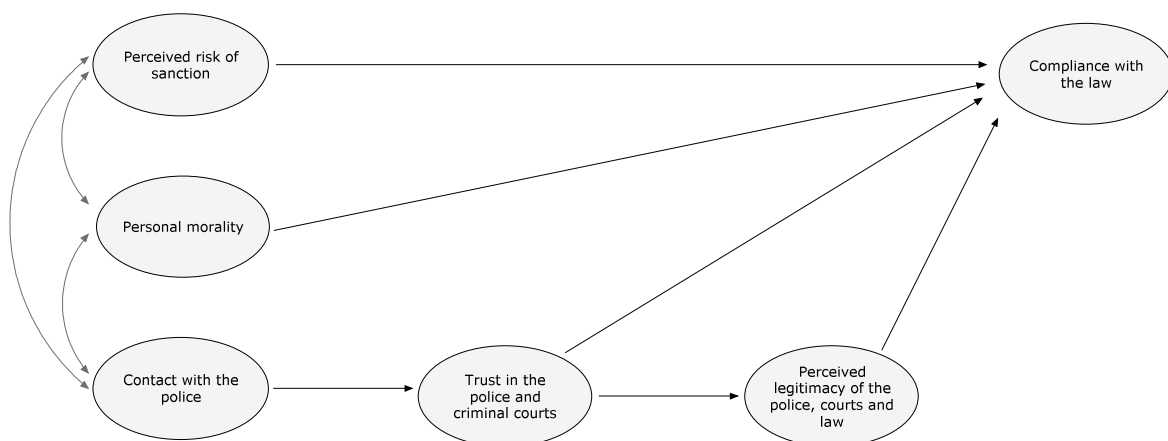 Perceived risk of
sanction
Compliance with
the law
Personal morality
Contact with the
police
Trust in the
police and
criminal courts
Perceived
legitimacy of the
police, courts and
law